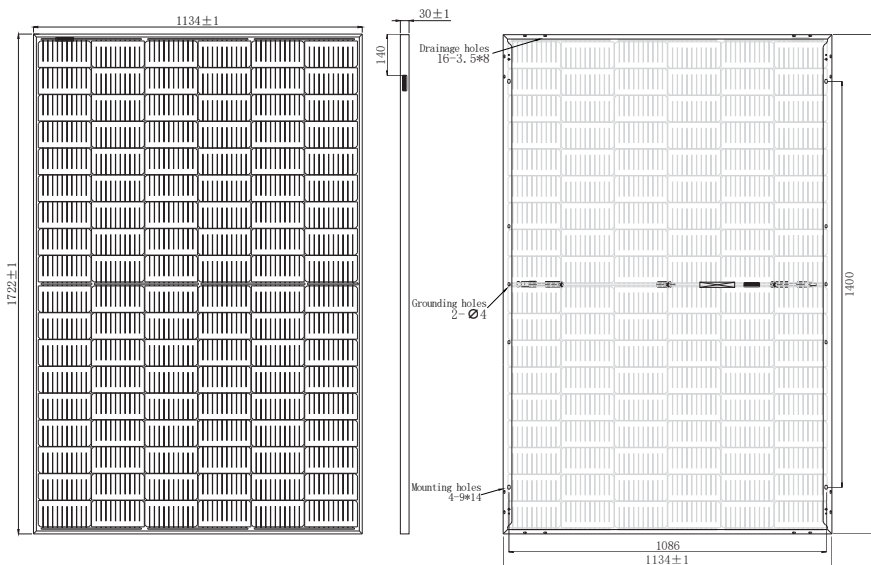 1134±1
30±1
140
1722±1
Drainage holes
16-3.5*8
Grounding holes
2-Ø4
Mounting holes
4-9*14
1400
1086
1134±1